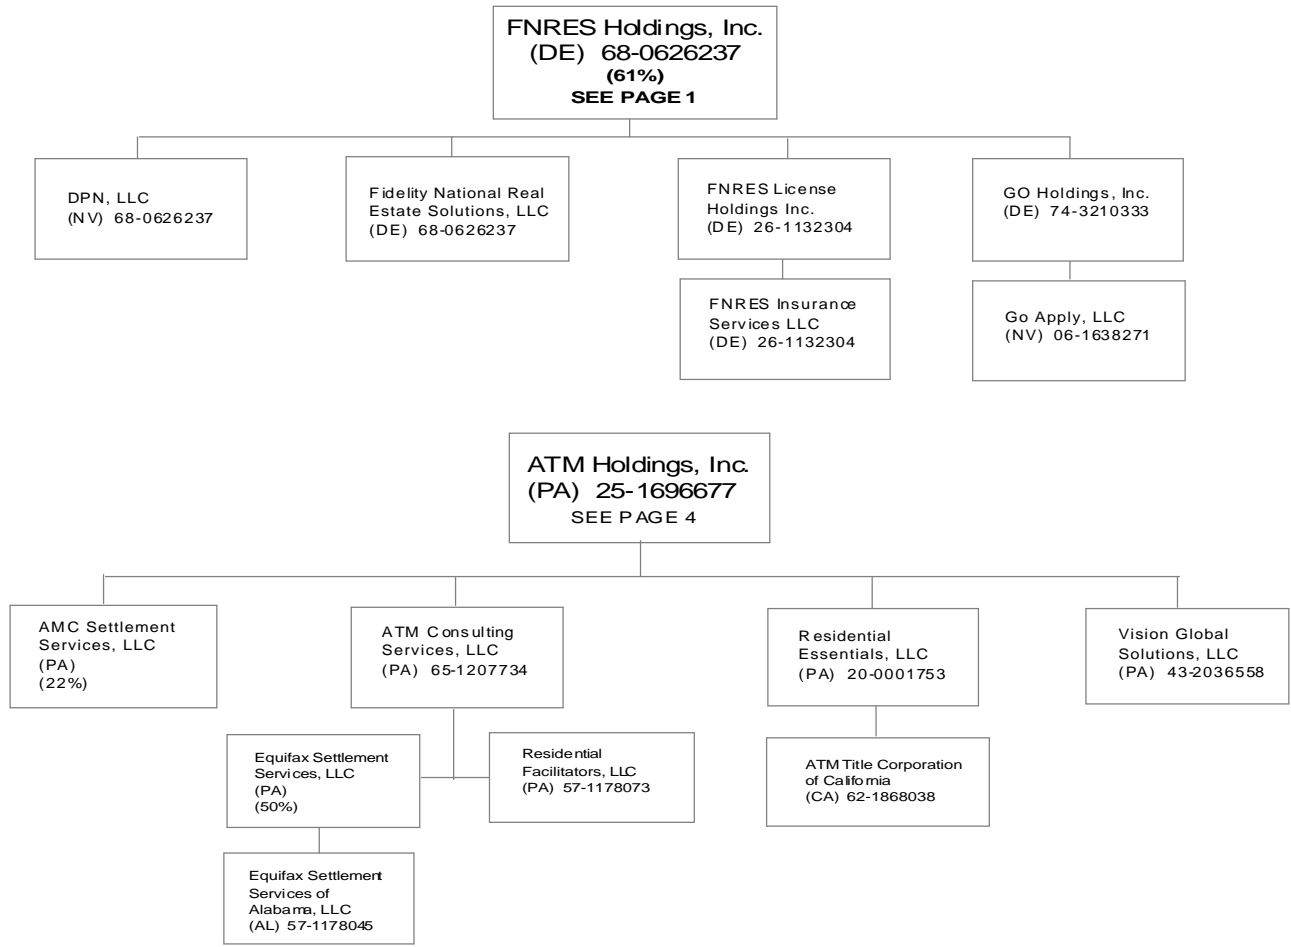 FNRES Holdings, Inc.
(DE) 68-0626237
(61%)
SEE PAGE 1
DPN, LLC
(NV) 68-0626237
Fidelity National Real
Estate Solutions, LLC
(DE) 68-0626237
FNRES License
Holdings Inc.
(DE) 26-1132304
GO Holdings, Inc.
(DE) 74-3210333
FNRES Insurance
Services LLC
(DE) 26-1132304
Go Apply, LLC
(NV) 06-1638271
ATM Holdings, Inc.
(PA) 25-1696677
SEE PAGE 4
AMC Settlement
Services, LLC
(PA)
(22%)
ATM Consulting
Services, LLC
(PA) 65-1207734
Residential
Essentials, LLC
(PA) 20-0001753
Vision Global
Solutions, LLC
(PA) 43-2036558
Equifax Settlement
Services, LLC
(PA)
(50%)
Residential
Facilitators, LLC
(PA) 57-1178073
ATM Title Corporation
of California
(CA) 62-1868038
Equifax Settlement
Services of
Alabama, LLC
(AL) 57-1178045